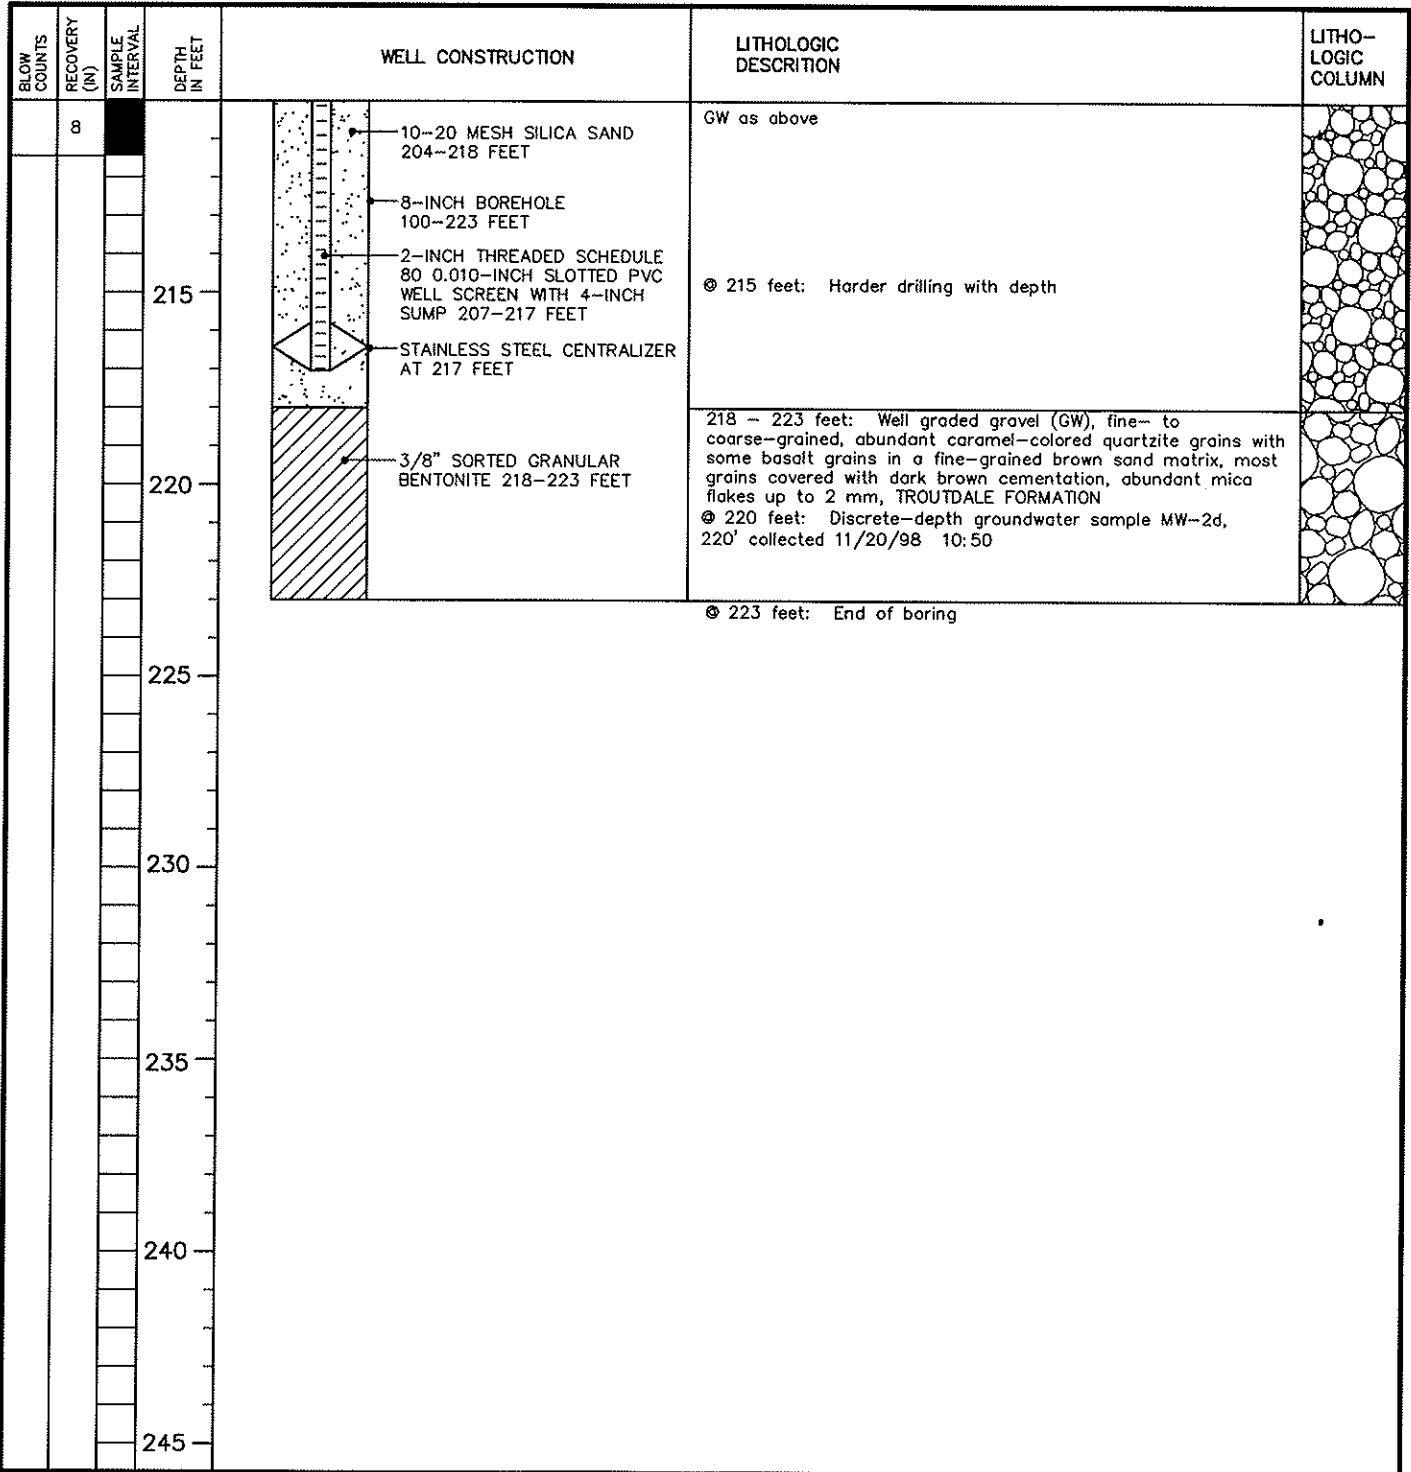 BLOW
COUNTS
RECOVERY
(IN)
SAMPLE
INTERVAL
DEPTH
IN FEET
WELL CONSTRUCTION
LITHOLOGIC
DESCRITION
LITHO-
LOGIC
COLUMN
8
10-20 MESH SILICA SAND
204-218 FEET
8-INCH BOREHOLE
100-223 FEET
2-INCH THREADED SCHEDULE
80 0.010-INCH SLOTTED PVC
WELL SCREEN WITH 4-INCH
SUMP 207-217 FEET
STAINLESS STEEL CENTRALIZER
AT 217 FEET
3/8" SORTED GRANULAR
BENTONITE 218-223 FEET
GW as above
@ 215 feet: Harder drilling with depth
218 - 223 feet: Well graded gravel (GW), fine- to
coarse-grained, abundant caramel-colored quartzite grains with
some basalt grains in a fine-grained brown sand matrix, most
grains covered with dark brown cementation, abundant mica
flakes up to 2 mm, TROUTDALE FORMATION
@ 220 feet: Discrete-depth groundwater sample MW-2d,
220' collected 11/20/98 10:50
@ 223 feet: End of boring
215
220
225
230
235
240
245